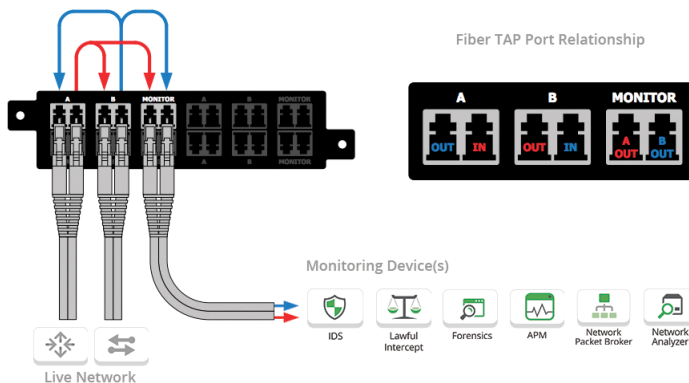 Fiber TAP Port Relationship
A B MONITOR A B MONITOR
A B MONITOR
A B MONITOR
OUT IN OUT IN A OUT B OUT
Monitoring Device(s)
IDS
Lawful
Intercept
Forensics
APM
Network
Packet Broker
Network
Analyzer
Live Network